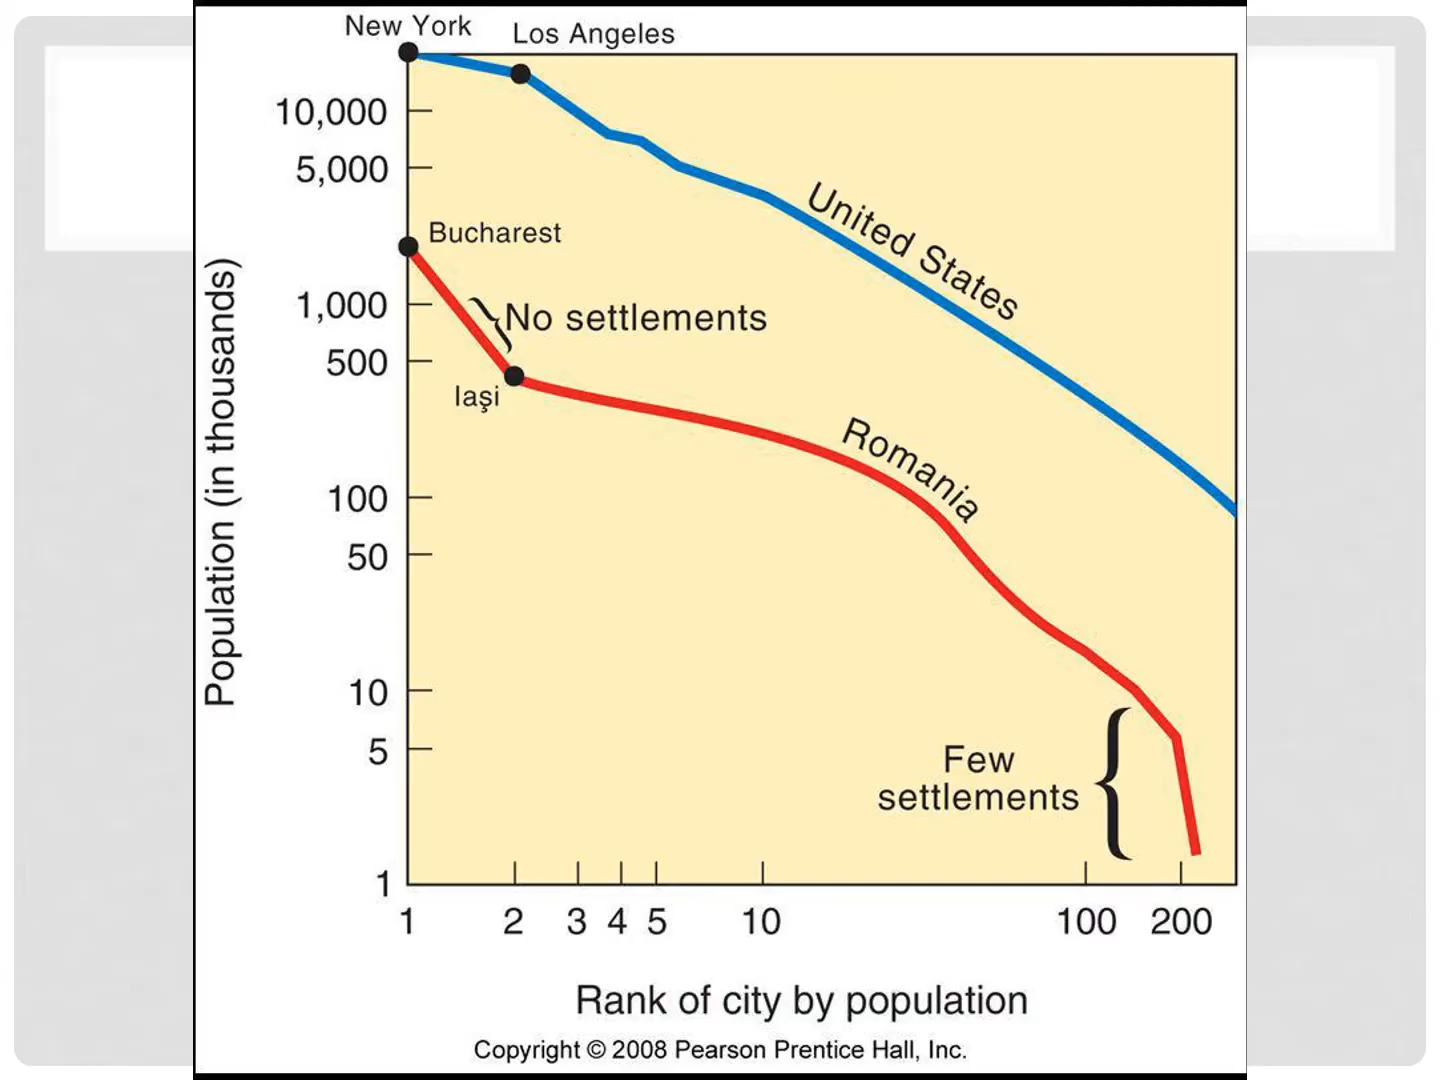 New York
Los Angeles
10,000
5,000
Bucharest
United States
1,000
No settlements
500
Iaşi
Romania
100
50
10
5
Few
settlements
1
1 2 3 4 5 10 100 200
Population (in thousands)
Rank of city by population
Copyright © 2008 Pearson Prentice Hall, Inc.